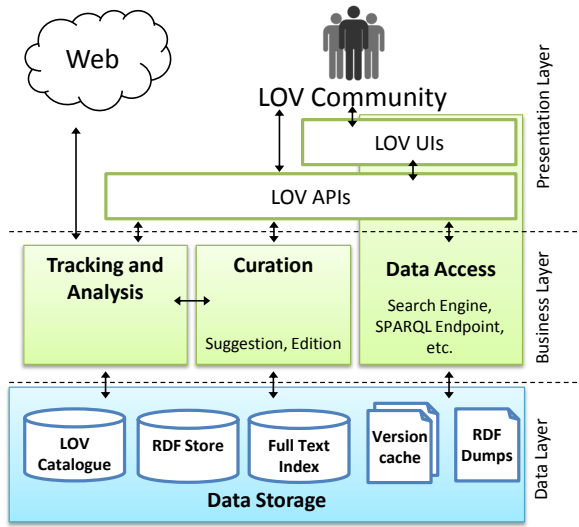 Web
LOV Community
LOV UIs
LOV APIs
Presentation Layer
Tracking and
Analysis
Curation
Suggestion, Edition
Data Access
Search Engine,
SPARQL Endpoint,
etc.
Business Layer
LOV
Catalogue
RDF Store
Full Text
Index
Version
cache
RDF
Dumps
Data Storage
Data Layer